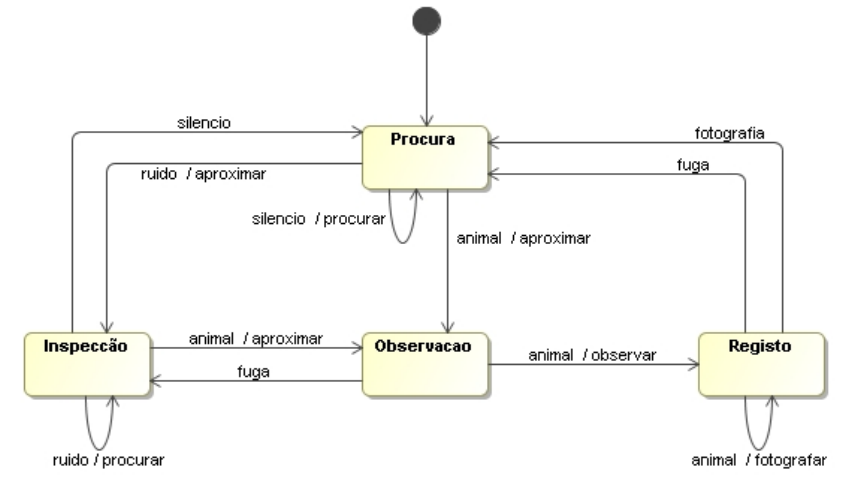 silencio
Procura
fotografia
ruido / aproximar
fuga
silencio / procurar
animal / aproximar
Inspeccão
animal / aproximar
Observacao
animal / observar
Registo
fuga
ruido / procurar
animal / fotografar